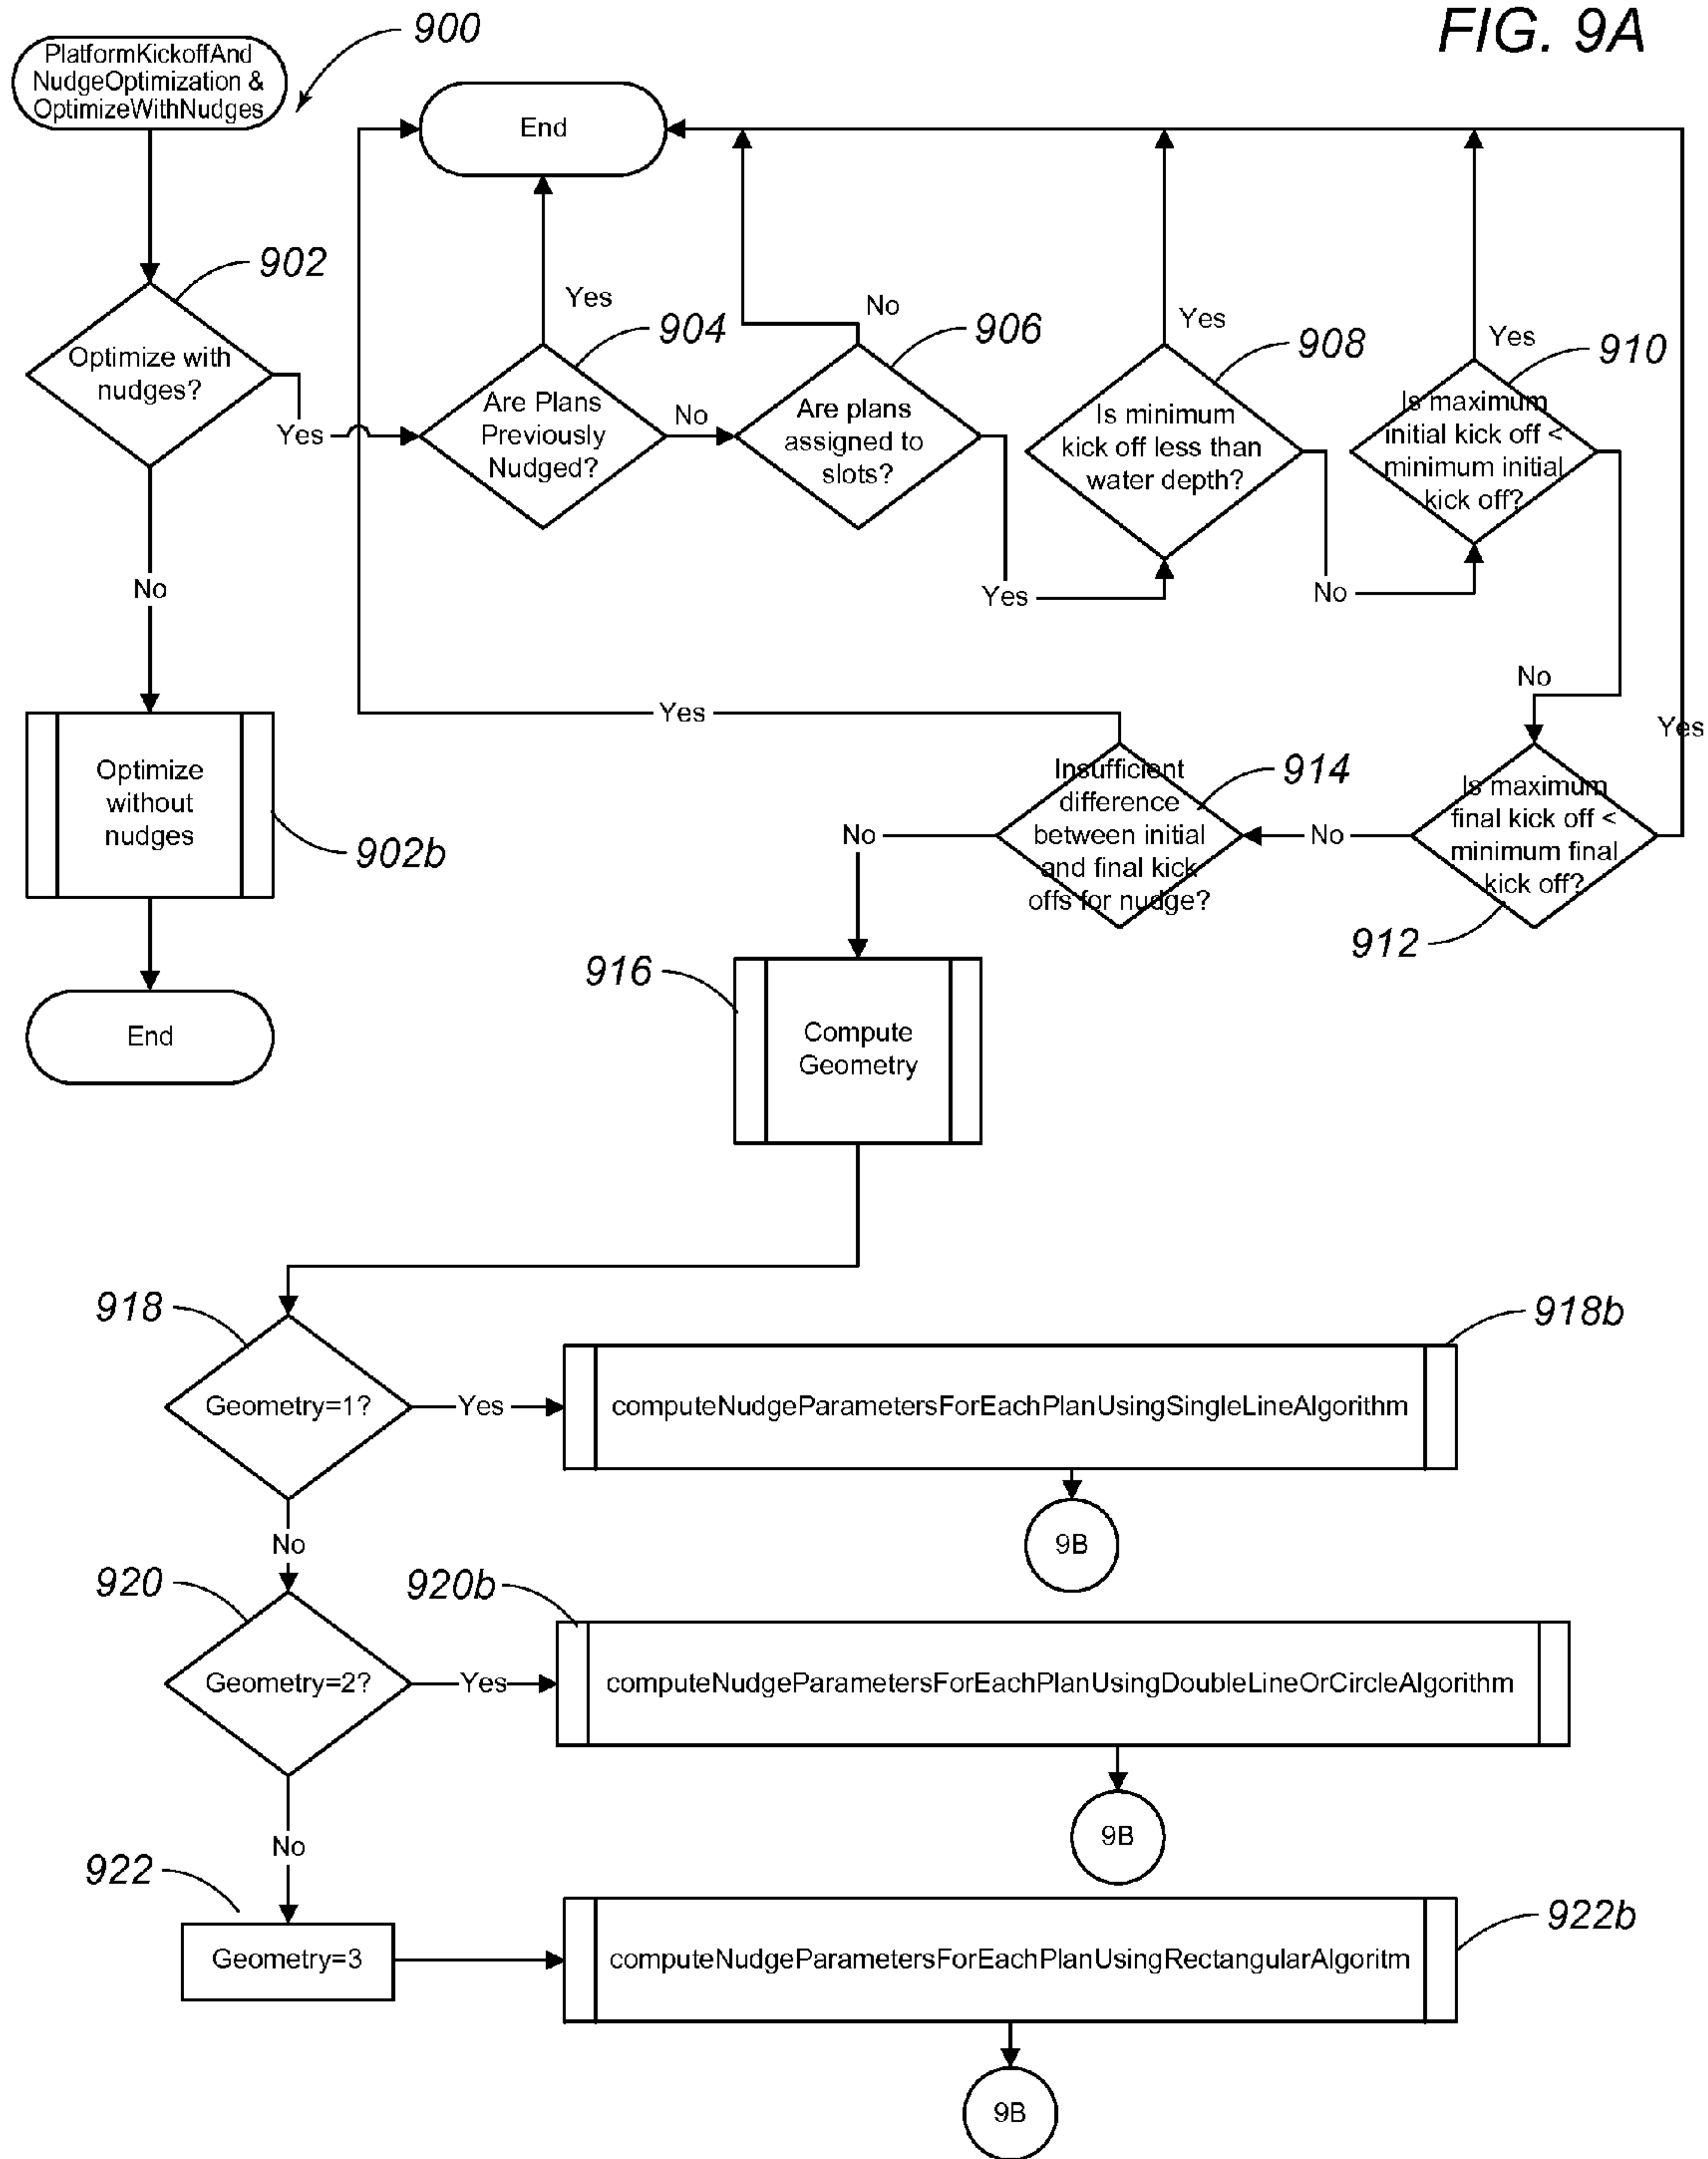 FIG. 9A
900
PlatformKickoffAnd
NudgeOptimization &
OptimizeWithNudges
End
902
Optimize with
nudges?
Yes
No
904
Are Plans
Previously
Nudged?
Yes
No
906
Are plans
assigned to
slots?
No
Yes
908
Is minimum
kick off less than
water depth?
Yes
No
910
Is maximum
initial kick off <
minimum initial
kick off?
Yes
No
Optimize
without
nudges
902b
End
Yes
Insufficient
difference
between initial
and final kick
offs for nudge?
914
No
No
Is maximum
final kick off <
minimum final
kick off?
Yes
912
916
Compute
Geometry
918
Geometry=1?
Yes
computeNudgeParametersForEachPlanUsingSingleLineAlgorithm
918b
9B
No
920
Geometry=2?
Yes
920b
computeNudgeParametersForEachPlanUsingDoubleLineOrCircleAlgorithm
9B
No
922
Geometry=3
computeNudgeParametersForEachPlanUsingRectangularAlgoritm
922b
9B